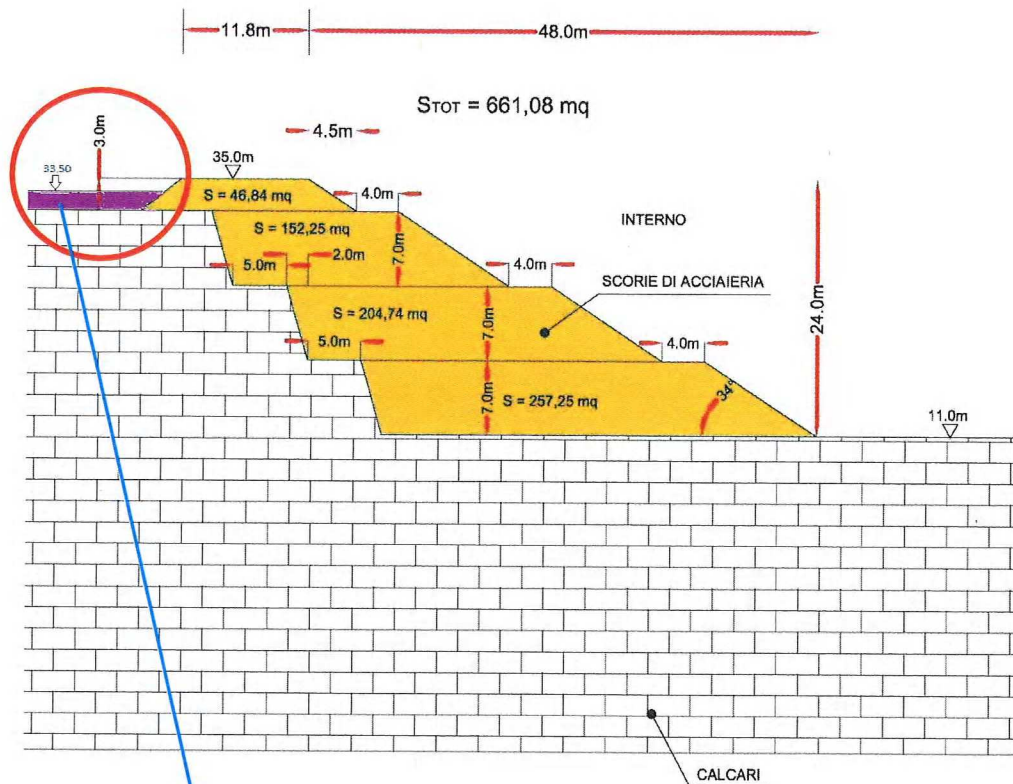 11.8m
48.0m
STOT = 661,08 mq
4.5m
3.0m
33.50
35.0m
S = 46,84 mq
4.0m
INTERNO
S = 152,25 mq
7.0m
2.0m
5.0m
4.0m
SCORIE DI ACCIAIERIA
24.0m
S = 204,74 mq
7.0m
5.0m
4.0m
S = 257,25 mq
7.0m
34°
11.0m
CALCARI